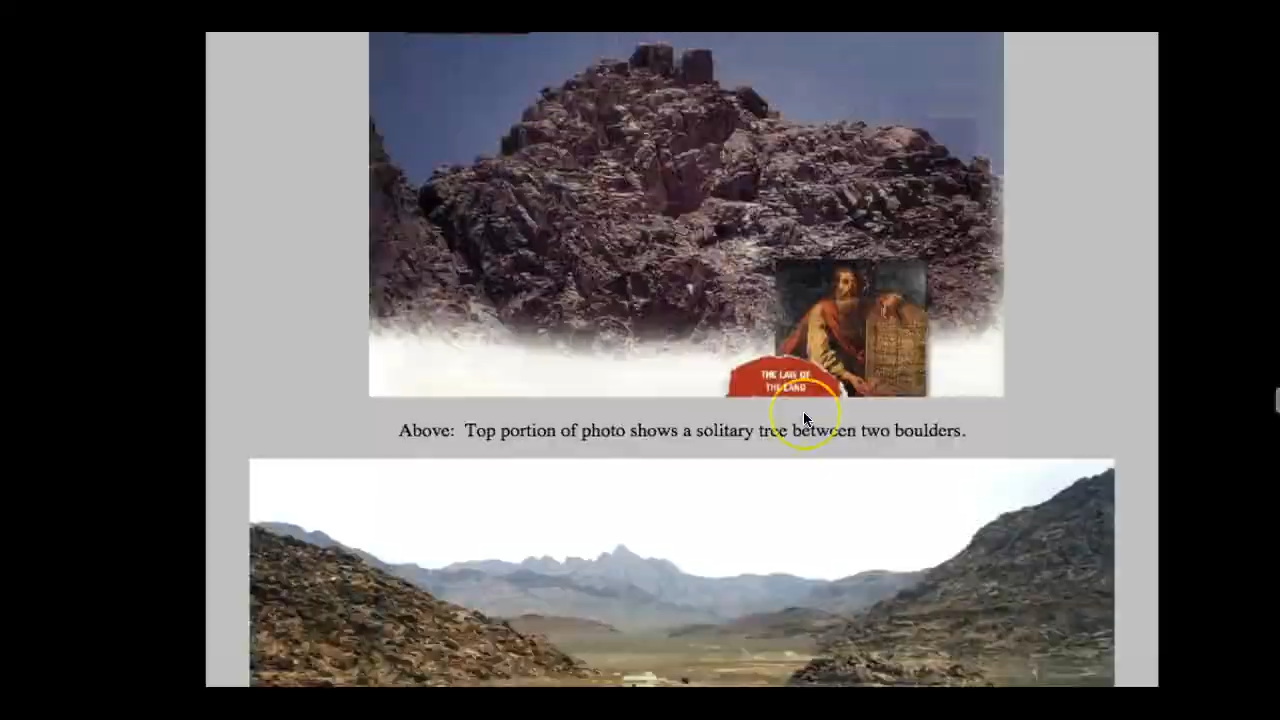 THE LAW OF
THE LAND
Above:  Top portion of photo shows a solitary tree between two boulders.